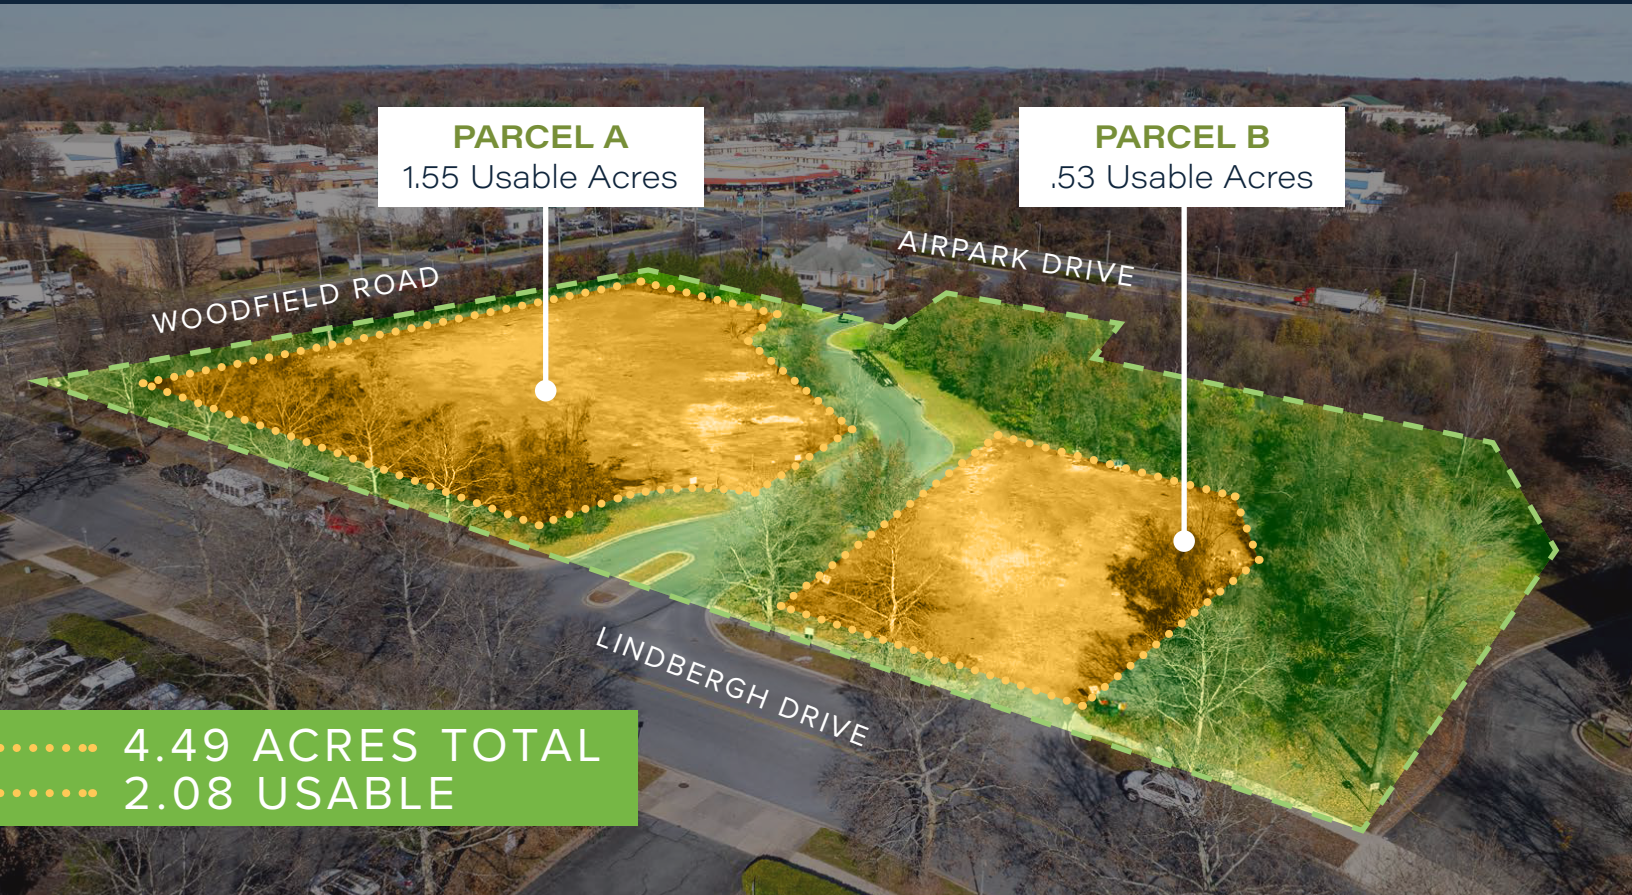 PARCEL A
1.55 Usable Acres
PARCEL B
.53 Usable Acres
WOODFIELD ROAD
AIRPARK DRIVE
LINDBERGH DRIVE
4.49 ACRES TOTAL
2.08 USABLE